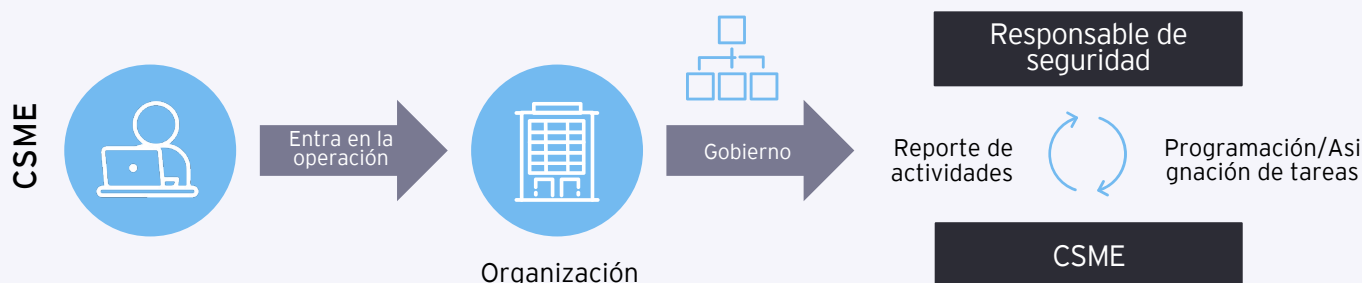 CSME
Entra en la
operación
Organización
Gobierno
Responsable de
seguridad
Reporte de
actividades
Programación/Asi
gnación de tareas
CSME